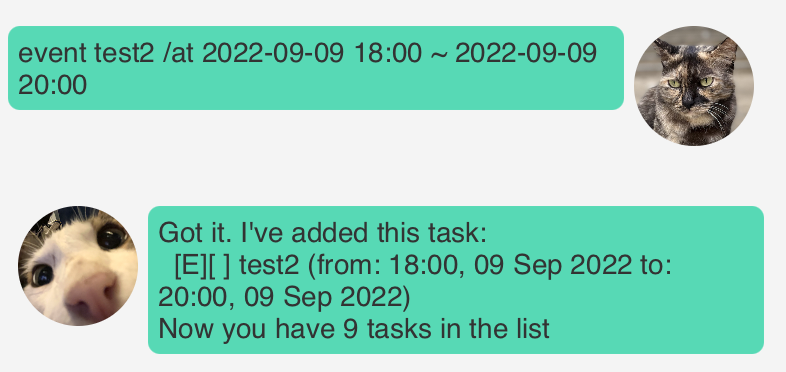 event test2 /at 2022-09-09 18:00 ~ 2022-09-09
20:00
Got it. I've added this task:
  [E][ ] test2 (from: 18:00, 09 Sep 2022 to:
20:00, 09 Sep 2022)
Now you have 9 tasks in the list